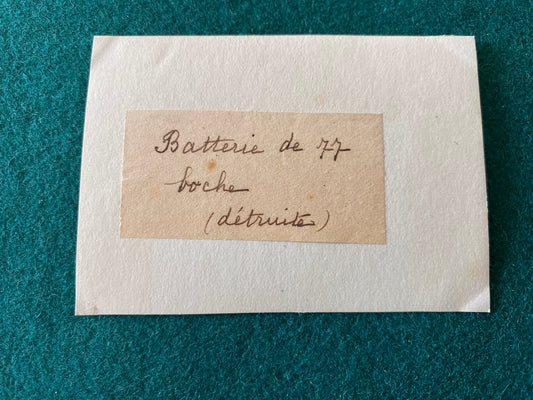 Batterie de 77
boche
(détruite)